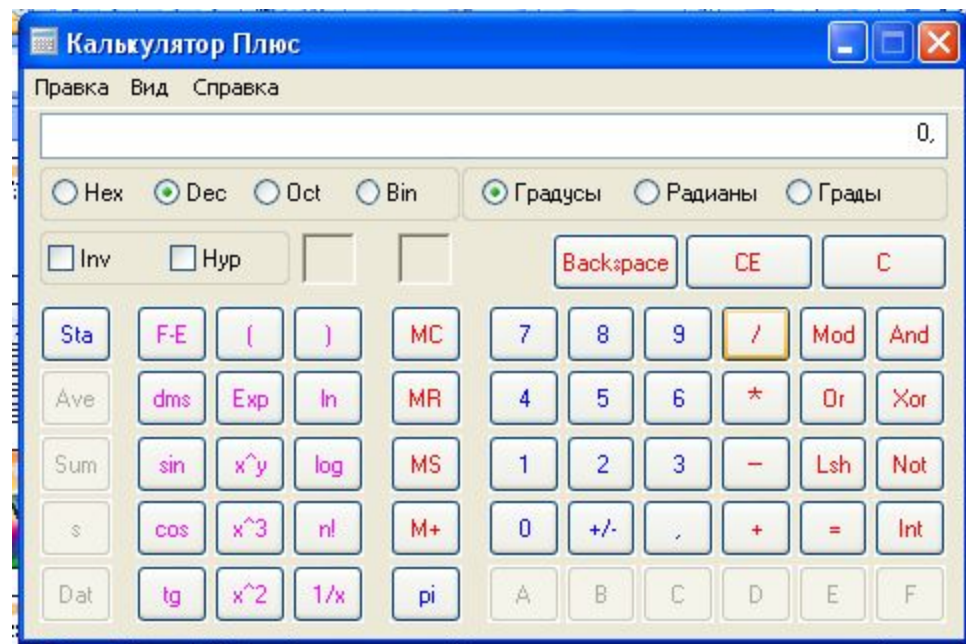 Калькулятор Плюс
Правка Вид Справка
0,
Hex Dec Oct Bin Градусы Радианы Грады
Inv Hyp Backspace CE C
Sta F-E ( ) MC 7 8 9 / Mod And
Ave dms Exp ln MR 4 5 6 * Or Xor
Sum sin x^y log MS 1 2 3 − Lsh Not
s cos x^3 n! M+ 0 +/- , + = Int
Dat tg x^2 1/x pi A B C D E F